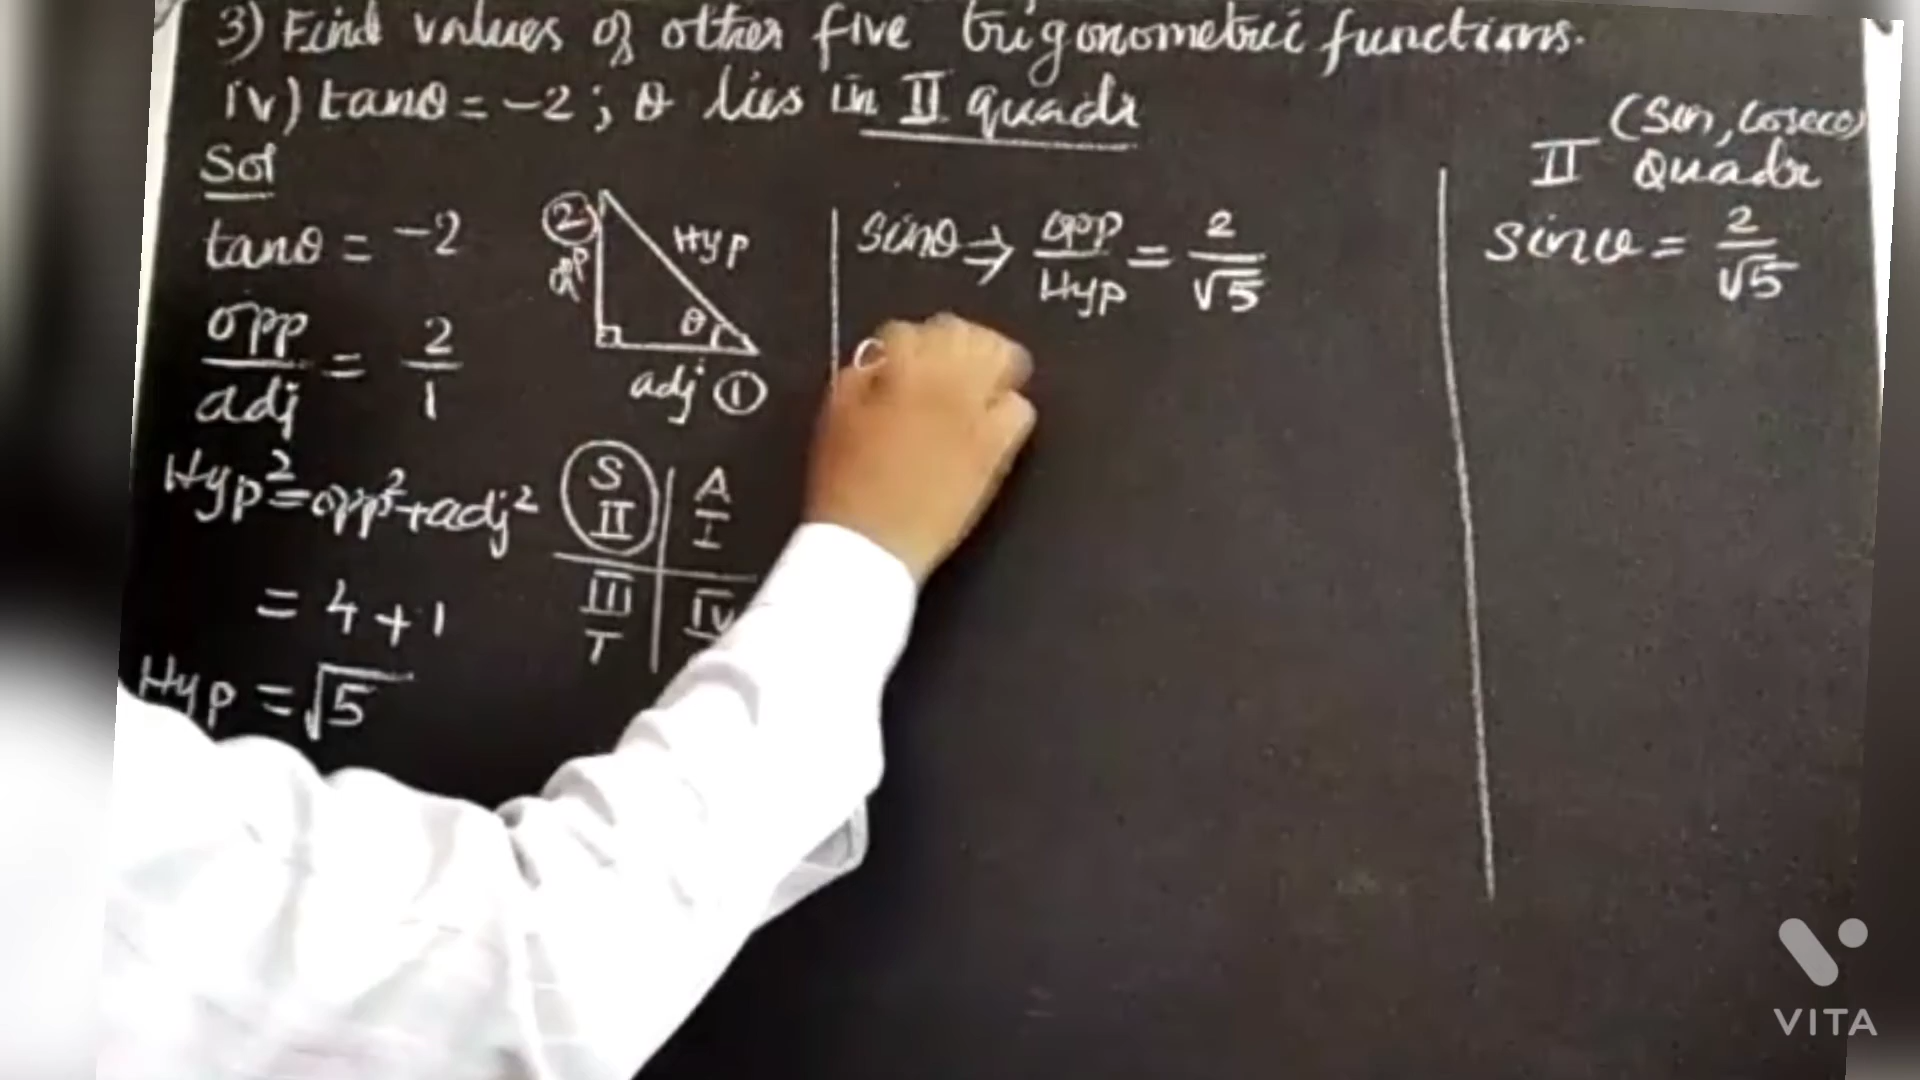 3) Find values of other five trigonometric functions.
iv) tanθ = -2 ; θ lies in II quadr
Sol
tanθ = -2
opp/adj = 2/1
Hyp² = opp² + adj²
= 4 + 1
Hyp = √5
2
opp
Hyp
θ
adj 1
S A
II I
III IV
T
sinθ ⇒ opp/Hyp = 2/√5
C
(Sin, Cosec)
II Quadr
sinθ = 2/√5
VITA